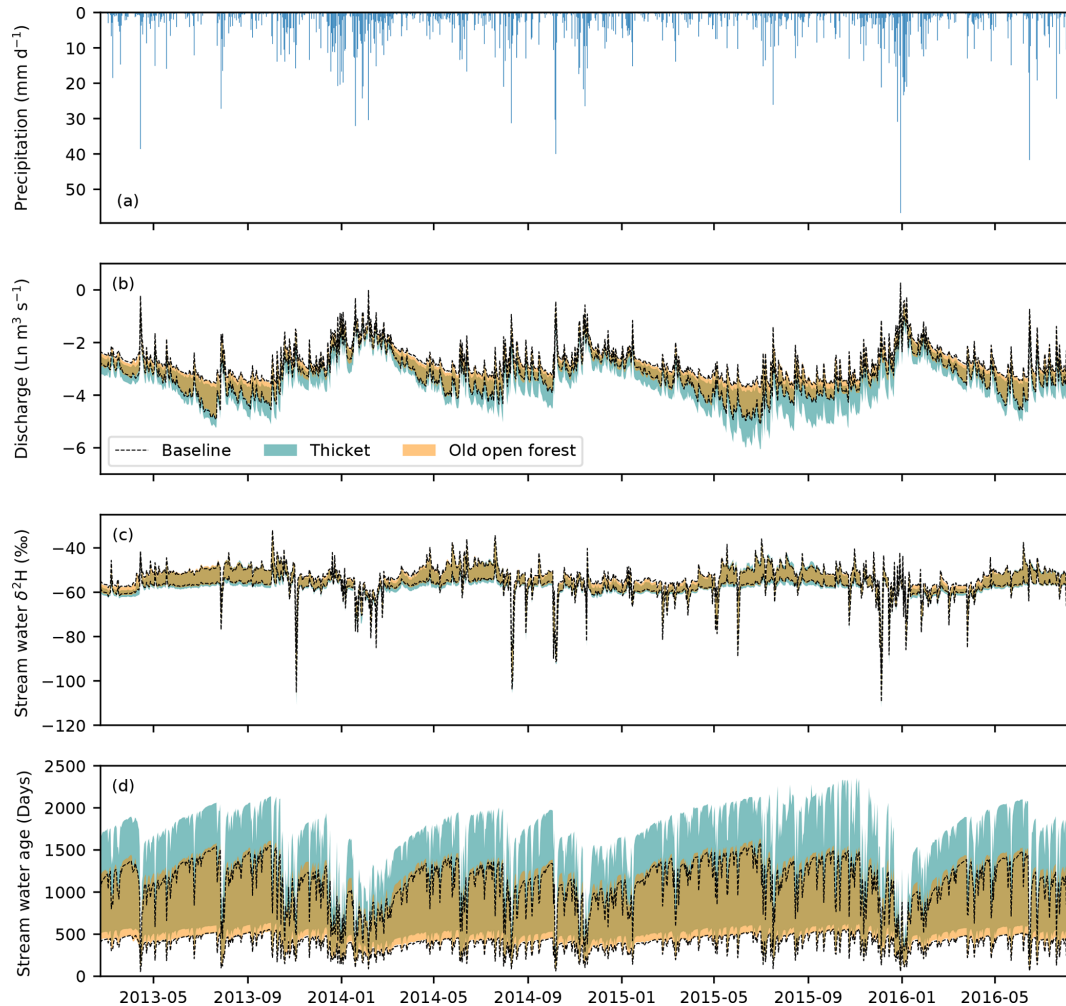 0
10
20
30
40
50
Precipitation (mm d⁻¹)
(a)
0
−2
−4
−6
Discharge (Ln m³ s⁻¹)
(b)
Baseline Thicket Old open forest
−40
−60
−80
−100
−120
Stream water δ²H (‰)
(c)
2500
2000
1500
1000
500
0
Stream water age (Days)
(d)
2013-05 2013-09 2014-01 2014-05 2014-09 2015-01 2015-05 2015-09 2016-01 2016-05